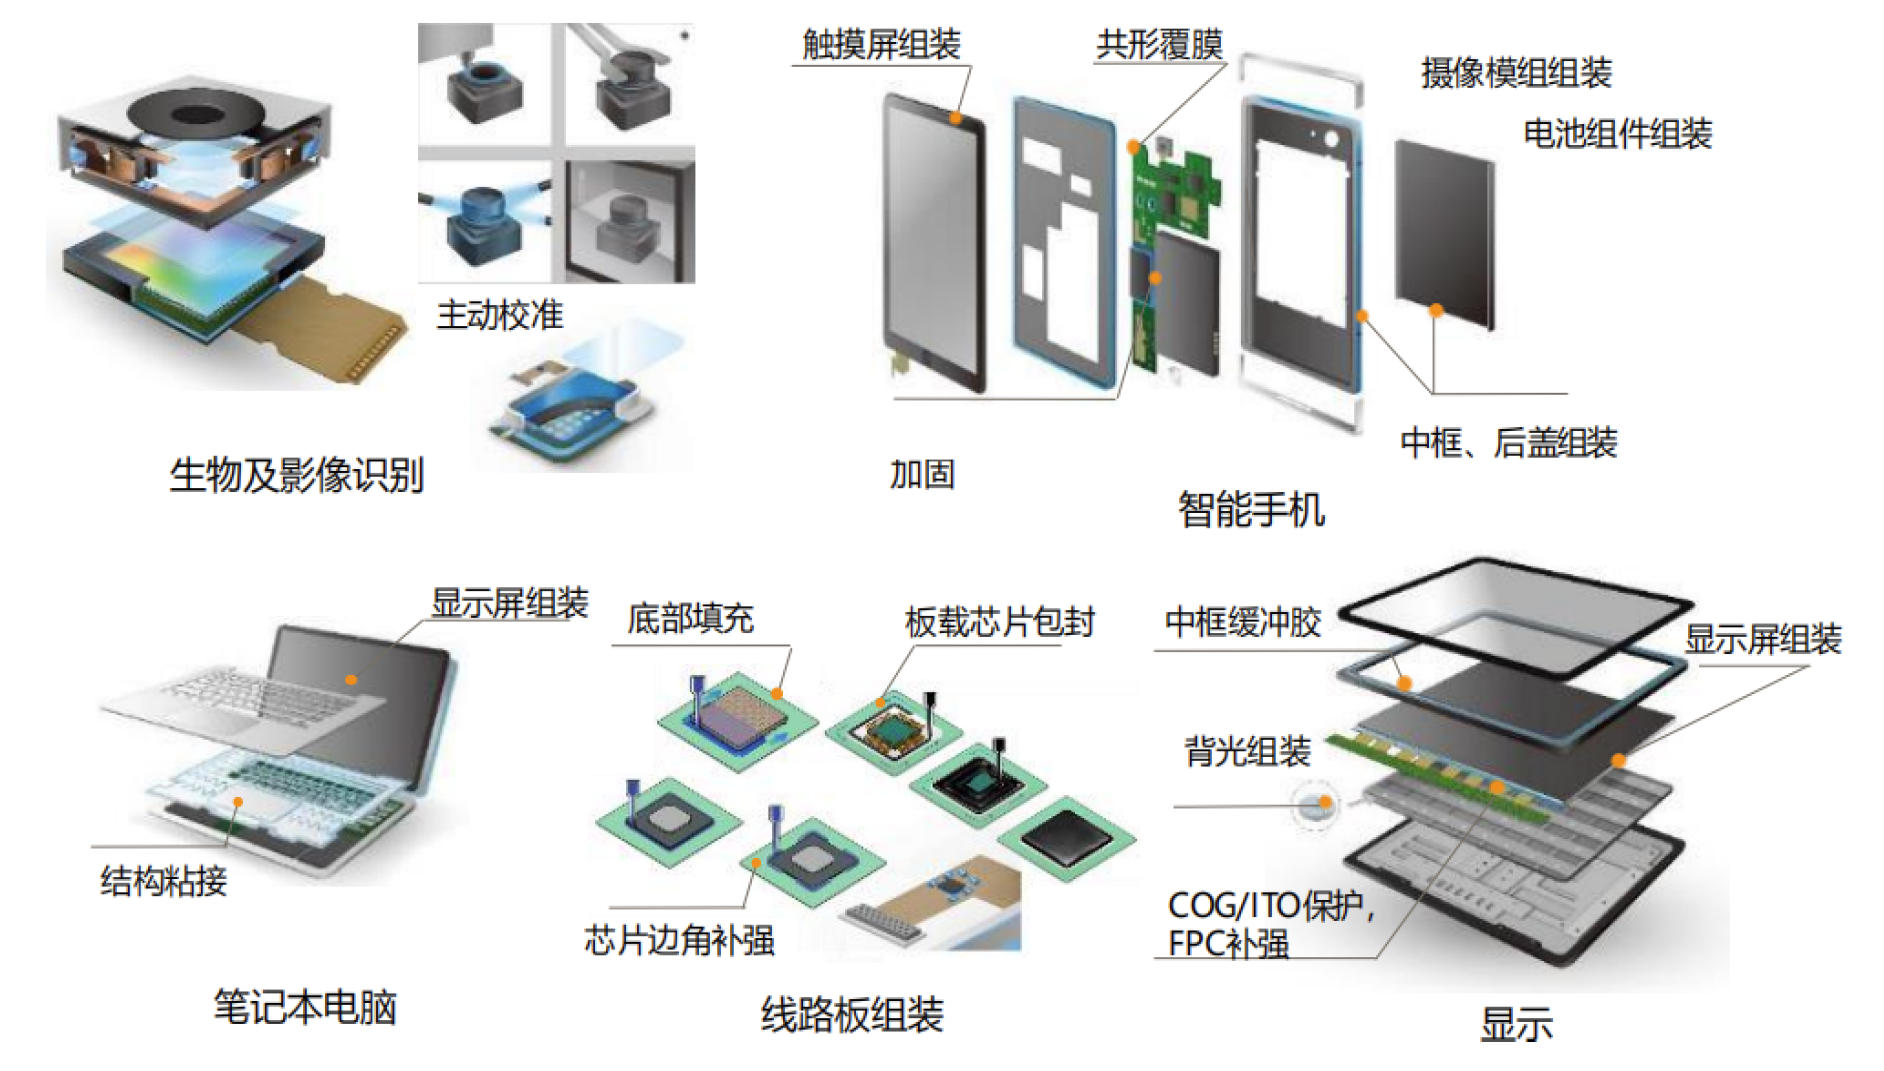 触摸屏组装
共形覆膜
摄像模组组装
电池组件组装
主动校准
中框、后盖组装
生物及影像识别
加固
智能手机
显示屏组装
底部填充
板载芯片包封
中框缓冲胶
显示屏组装
背光组装
结构粘接
芯片边角补强
COG/ITO保护,
FPC补强
笔记本电脑
线路板组装
显示